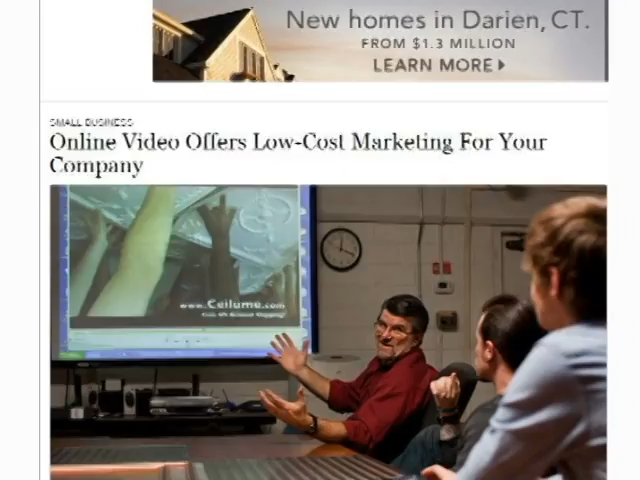 New homes in Darien, CT.
FROM $1.3 MILLION
LEARN MORE
SMALL BUSINESS
Online Video Offers Low-Cost Marketing For Your
Company
www.Ceilume.com